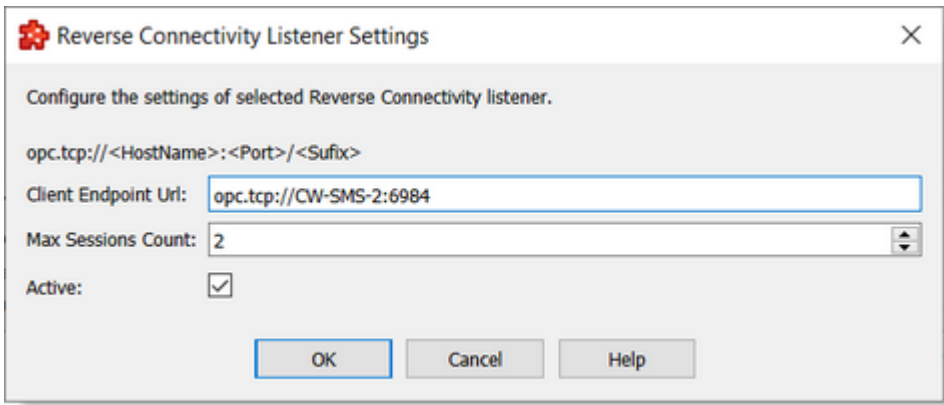 Reverse Connectivity Listener Settings
Configure the settings of selected Reverse Connectivity listener.
opc.tcp://<HostName>:<Port>/<Sufix>
Client Endpoint Url: opc.tcp://CW-SMS-2:6984
Max Sessions Count: 2
Active:
OK Cancel Help